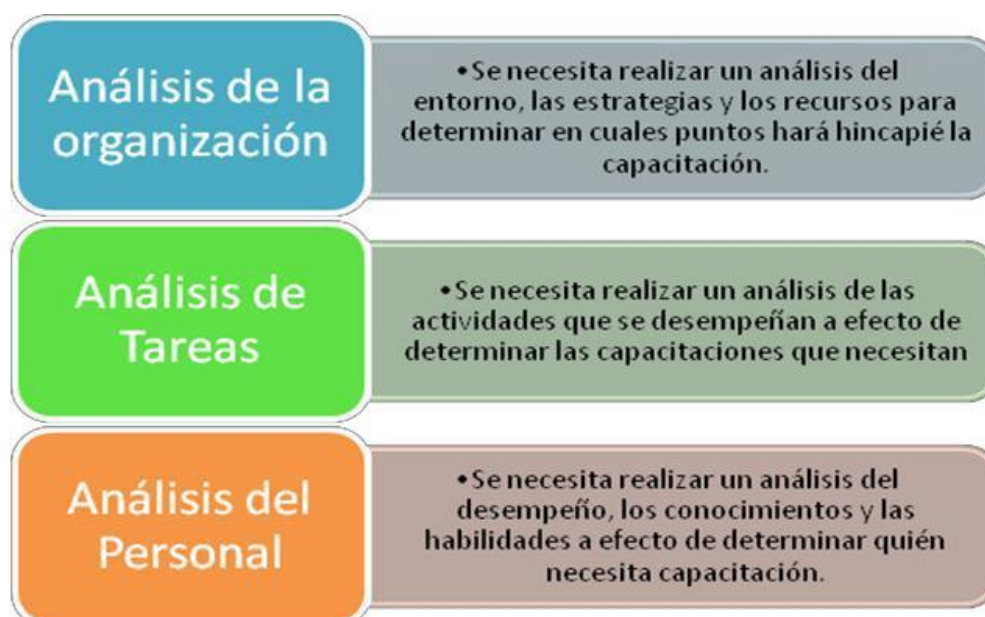 Análisis de la
organización
•Se necesita realizar un análisis del
entorno, las estrategias y los recursos para
determinar en cuales puntos hará hincapié la
capacitación.
Análisis de
Tareas
•Se necesita realizar un análisis de las
actividades que se desempeñan a efecto de
determinar las capacitaciones que necesitan
Análisis del
Personal
•Se necesita realizar un análisis del
desempeño, los conocimientos y las
habilidades a efecto de determinar quién
necesita capacitación.